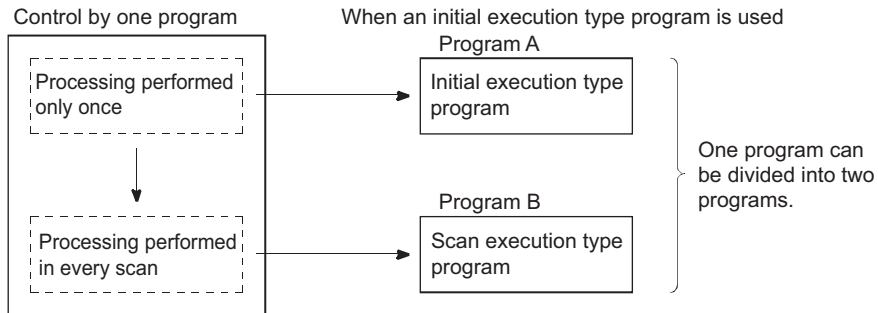 Control by one program
When an initial execution type program is used
Program A
Processing performed
only once
Initial execution type
program
One program can
be divided into two
programs.
Program B
Processing performed
in every scan
Scan execution type
program